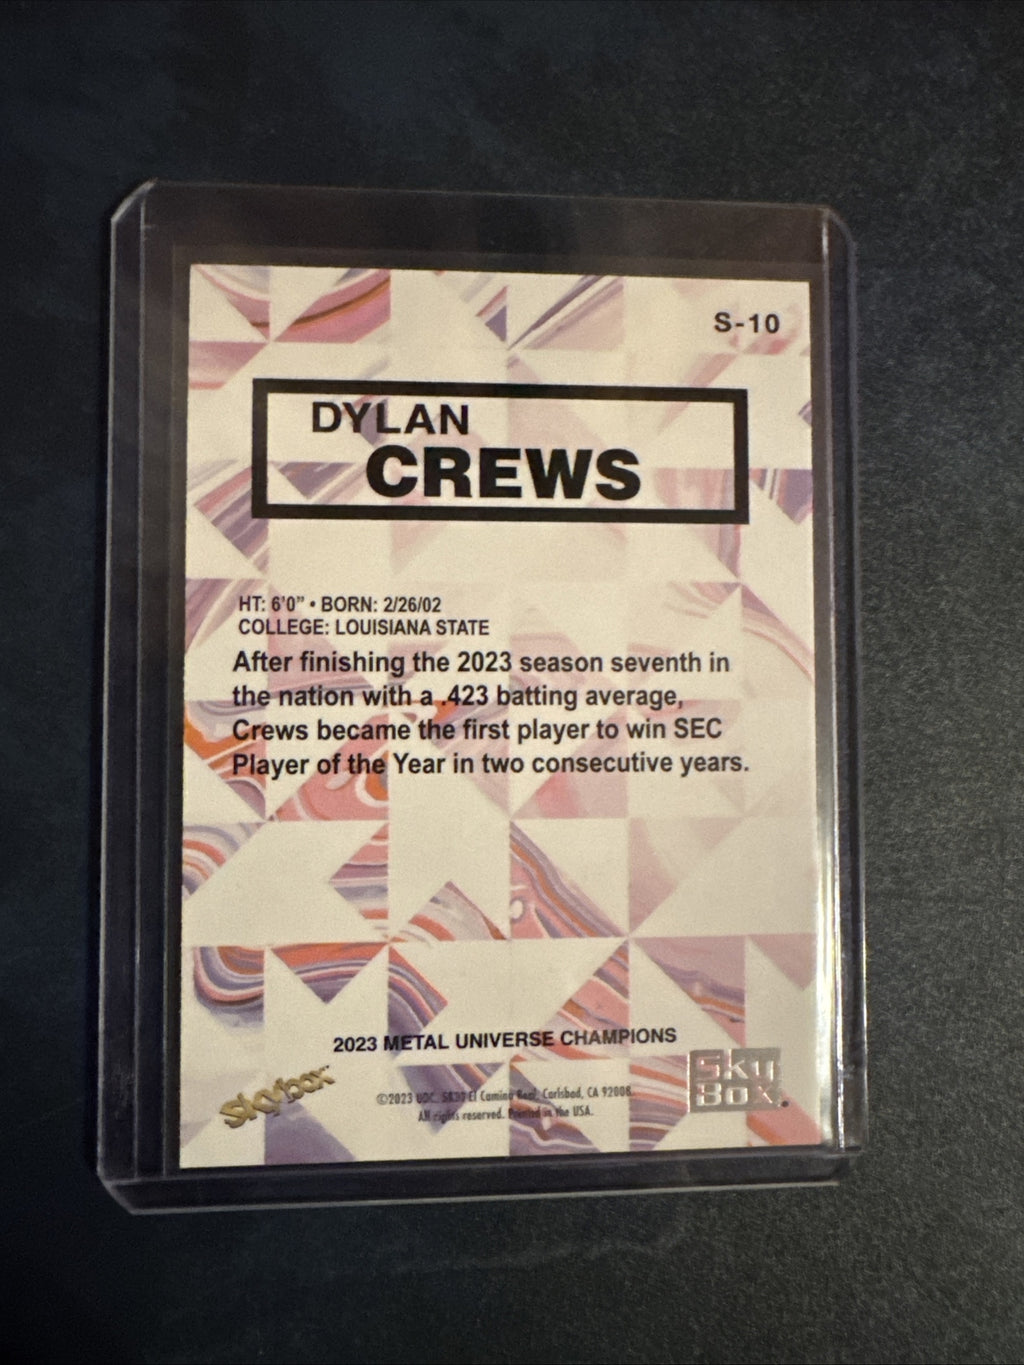 S-10
DYLAN
CREWS
HT: 6'0" • BORN: 2/26/02
COLLEGE: LOUISIANA STATE
After finishing the 2023 season seventh in
the nation with a .423 batting average,
Crews became the first player to win SEC
Player of the Year in two consecutive years.
2023 METAL UNIVERSE CHAMPIONS
Skybox
©2023 UDC. 5830 El Camino Real, Carlsbad, CA 92008.
All rights reserved. Printed in the USA.
SKY
BOX.